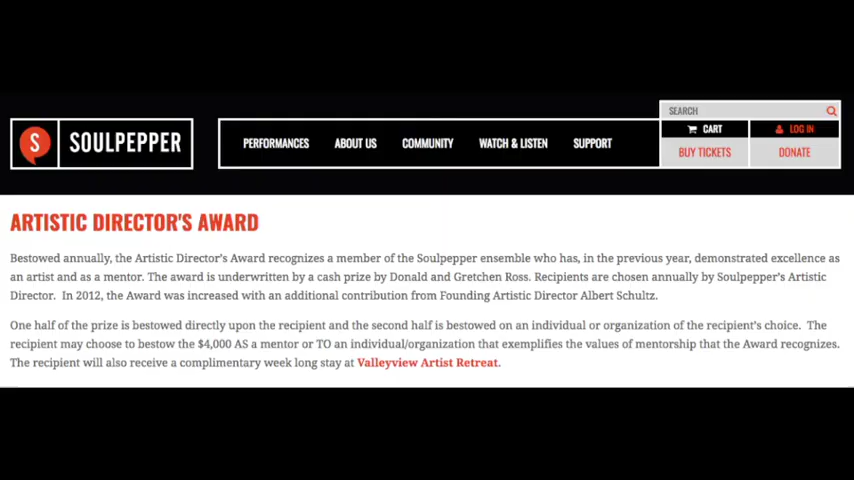 SEARCH
S SOULPEPPER
PERFORMANCES ABOUT US COMMUNITY WATCH & LISTEN SUPPORT
CART LOG IN
BUY TICKETS DONATE
ARTISTIC DIRECTOR'S AWARD
Bestowed annually, the Artistic Director's Award recognizes a member of the Soulpepper ensemble who has, in the previous year, demonstrated excellence as
an artist and as a mentor. The award is underwritten by a cash prize by Donald and Gretchen Ross. Recipients are chosen annually by Soulpepper's Artistic
Director. In 2012, the Award was increased with an additional contribution from Founding Artistic Director Albert Schultz.
One half of the prize is bestowed directly upon the recipient and the second half is bestowed on an individual or organization of the recipient's choice. The
recipient may choose to bestow the $4,000 AS a mentor or TO an individual/organization that exemplifies the values of mentorship that the Award recognizes.
The recipient will also receive a complimentary week long stay at Valleyview Artist Retreat.